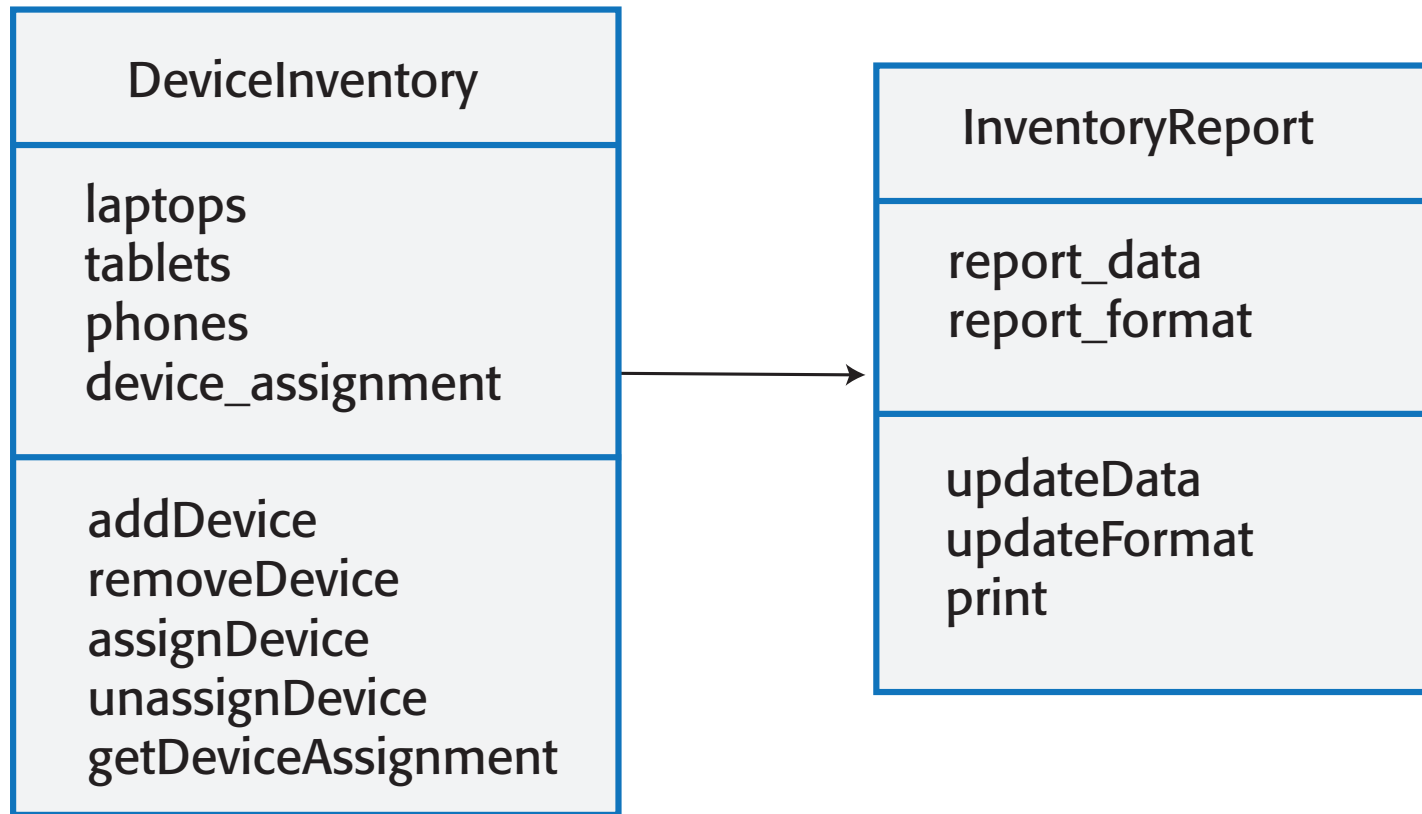 DeviceInventory
laptops
tablets
phones
device_assignment
addDevice
removeDevice
assignDevice
unassignDevice
getDeviceAssignment
InventoryReport
report_data
report_format
updateData
updateFormat
print